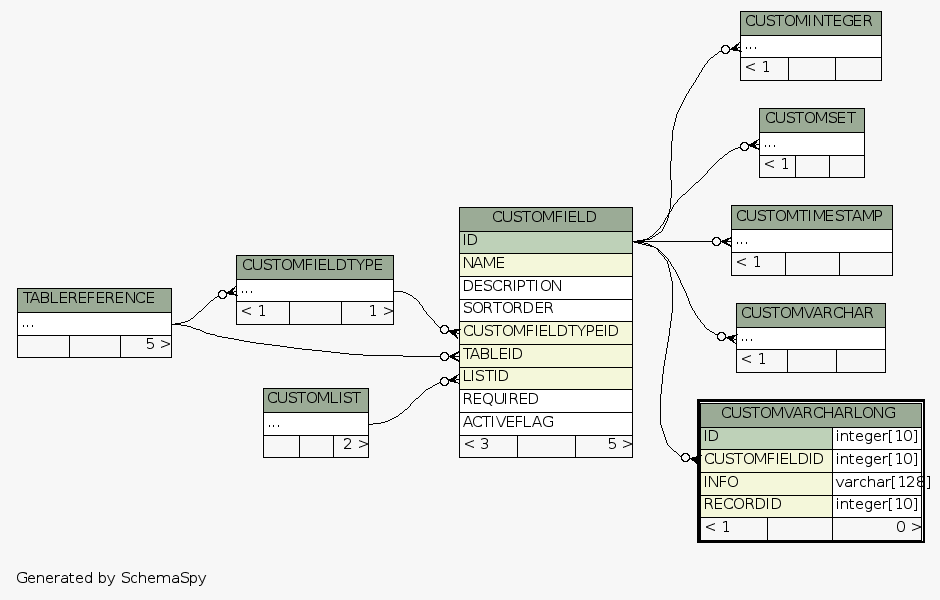 CUSTOMINTEGER
...
< 1
CUSTOMSET
...
< 1
CUSTOMTIMESTAMP
...
< 1
CUSTOMVARCHAR
...
< 1
CUSTOMFIELD
ID
NAME
DESCRIPTION
SORTORDER
CUSTOMFIELDTYPEID
TABLEID
LISTID
REQUIRED
ACTIVEFLAG
< 3 5 >
CUSTOMFIELDTYPE
...
< 1 1 >
TABLEREFERENCE
...
5 >
CUSTOMLIST
...
2 >
CUSTOMVARCHARLONG
ID integer[10]
CUSTOMFIELDID integer[10]
INFO varchar[128]
RECORDID integer[10]
< 1 0 >
Generated by SchemaSpy